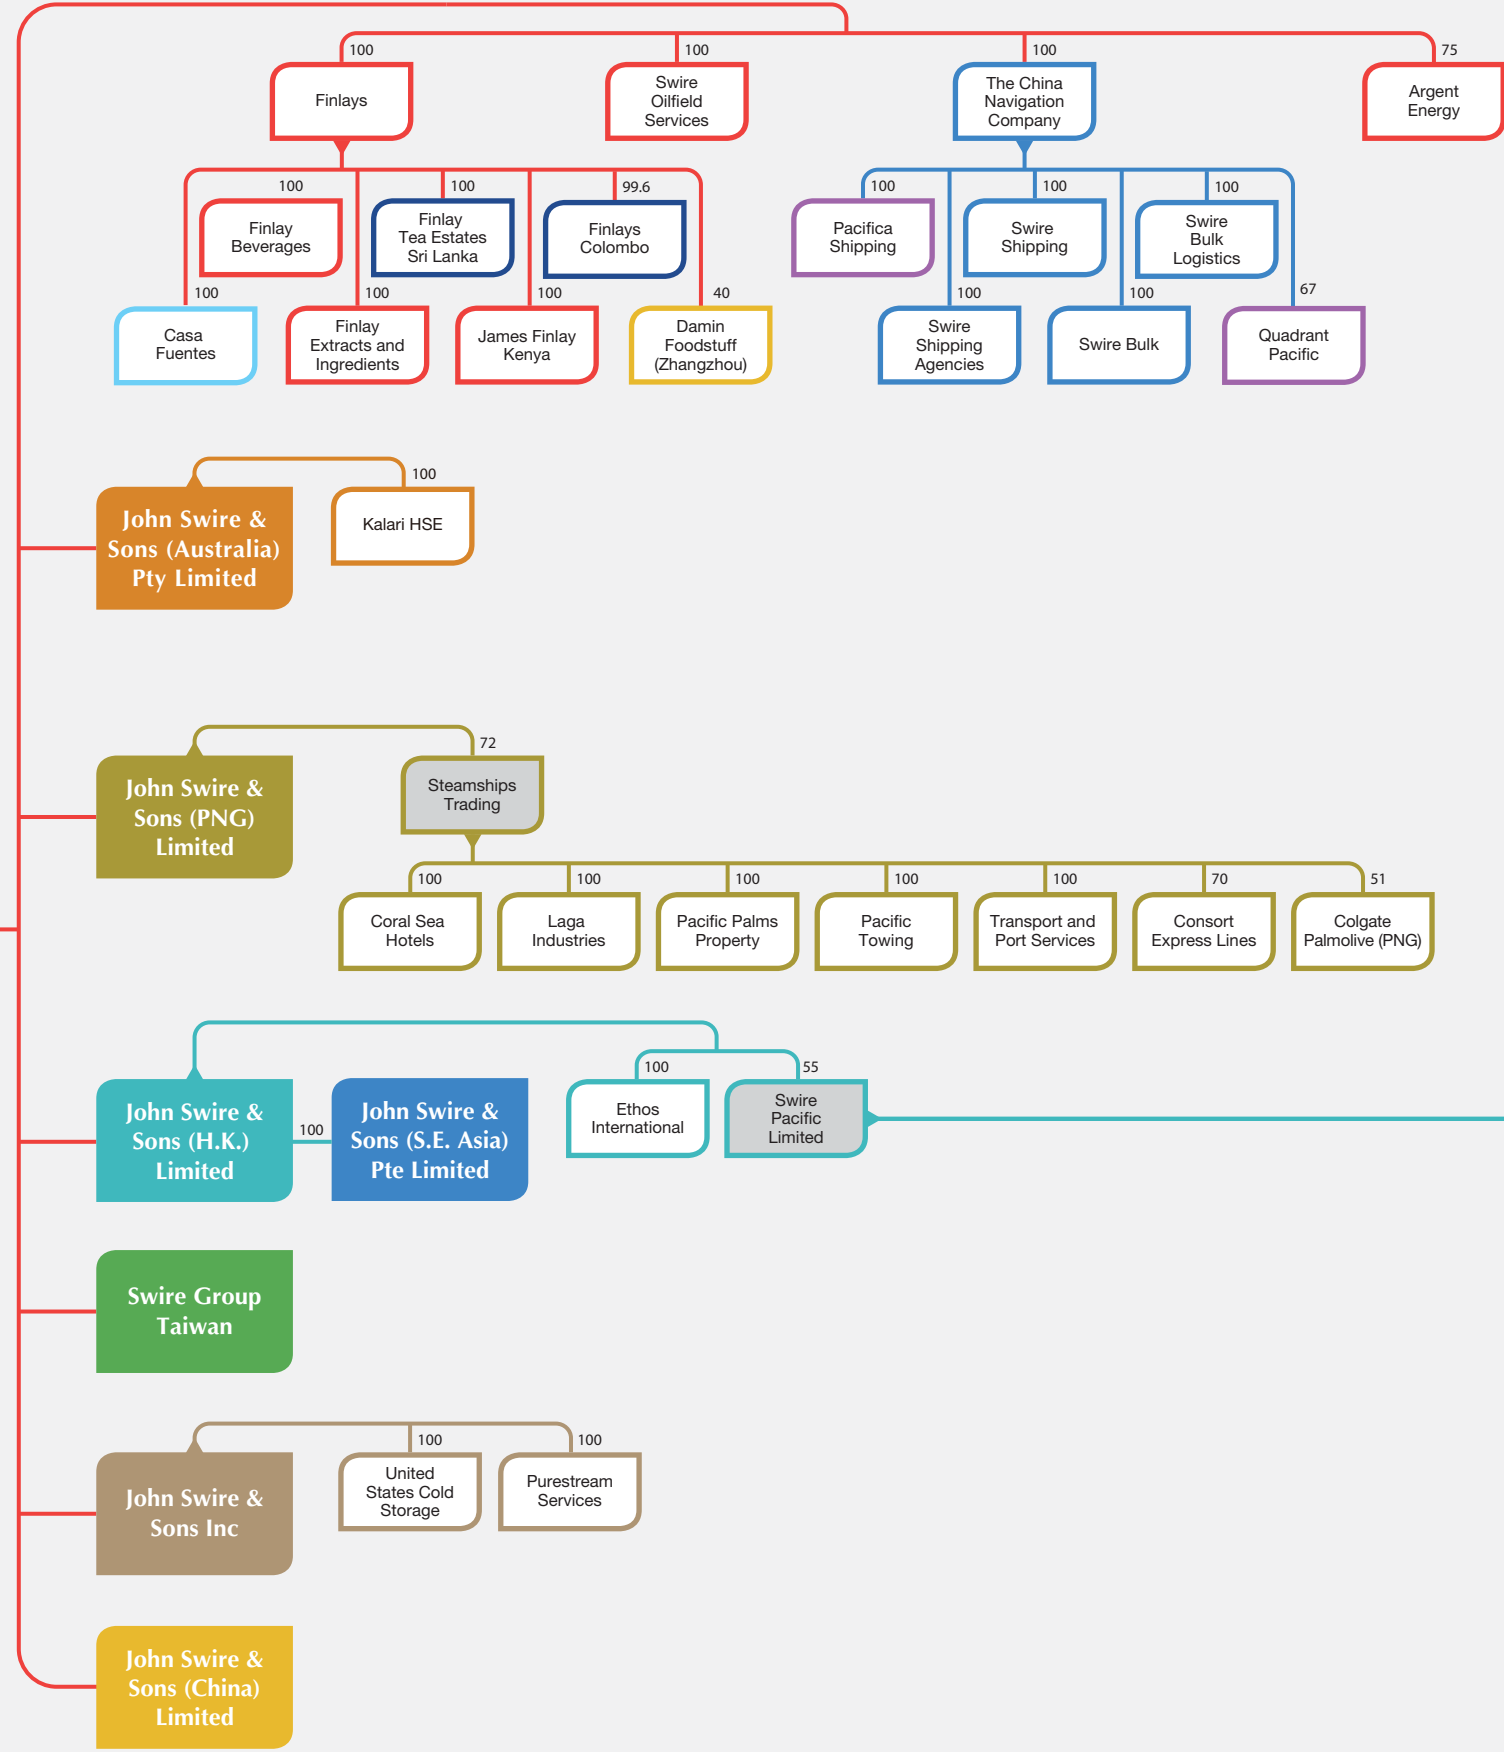 100
100
100
75
Finlays
Swire
Oilfield
Services
The China
Navigation
Company
Argent
Energy
100
100
99.6
100
100
100
Finlay
Beverages
Finlay
Tea Estates
Sri Lanka
Finlays
Colombo
Pacifica
Shipping
Swire
Shipping
Swire
Bulk
Logistics
100
100
100
40
100
100
67
Casa
Fuentes
Finlay
Extracts and
Ingredients
James Finlay
Kenya
Damin
Foodstuff
(Zhangzhou)
Swire
Shipping
Agencies
Swire Bulk
Quadrant
Pacific
100
John Swire &
Sons (Australia)
Pty Limited
Kalari HSE
72
John Swire &
Sons (PNG)
Limited
Steamships
Trading
100
100
100
100
100
70
51
Coral Sea
Hotels
Laga
Industries
Pacific Palms
Property
Pacific
Towing
Transport and
Port Services
Consort
Express Lines
Colgate
Palmolive (PNG)
100
55
John Swire &
Sons (H.K.)
Limited
100
John Swire &
Sons (S.E. Asia)
Pte Limited
Ethos
International
Swire
Pacific
Limited
Swire Group
Taiwan
100
100
John Swire &
Sons Inc
United
States Cold
Storage
Purestream
Services
John Swire &
Sons (China)
Limited